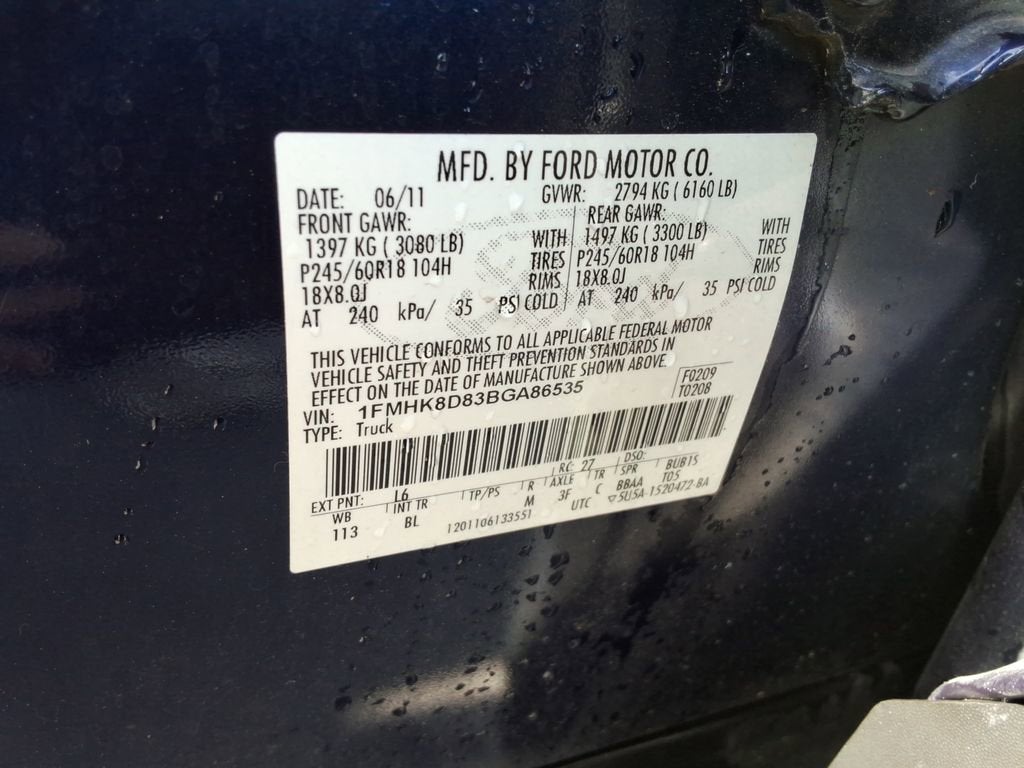 MFD. BY FORD MOTOR CO.
DATE: 06/11 GVWR: 2794 KG ( 6160 LB)
FRONT GAWR: REAR GAWR:
1397 KG ( 3080 LB) WITH 1497 KG ( 3300 LB) WITH
P245/60R18 104H TIRES P245/60R18 104H TIRES
18X8.0J RIMS 18X8.0J RIMS
AT 240 kPa/ 35 PSI COLD AT 240 kPa/ 35 PSI COLD
THIS VEHICLE CONFORMS TO ALL APPLICABLE FEDERAL MOTOR
VEHICLE SAFETY AND THEFT PREVENTION STANDARDS IN
EFFECT ON THE DATE OF MANUFACTURE SHOWN ABOVE.
F0209
VIN: 1FMHK8D83BGA86535 T0208
TYPE: Truck
EXT PNT: L6 RC: 27 DSO:
WB INT TR TP/PS R AXLE TR SPR BUB15
113 BL M 3F C BBAA T05
1201106133551 UTC ▽5U5A-1520472-BA